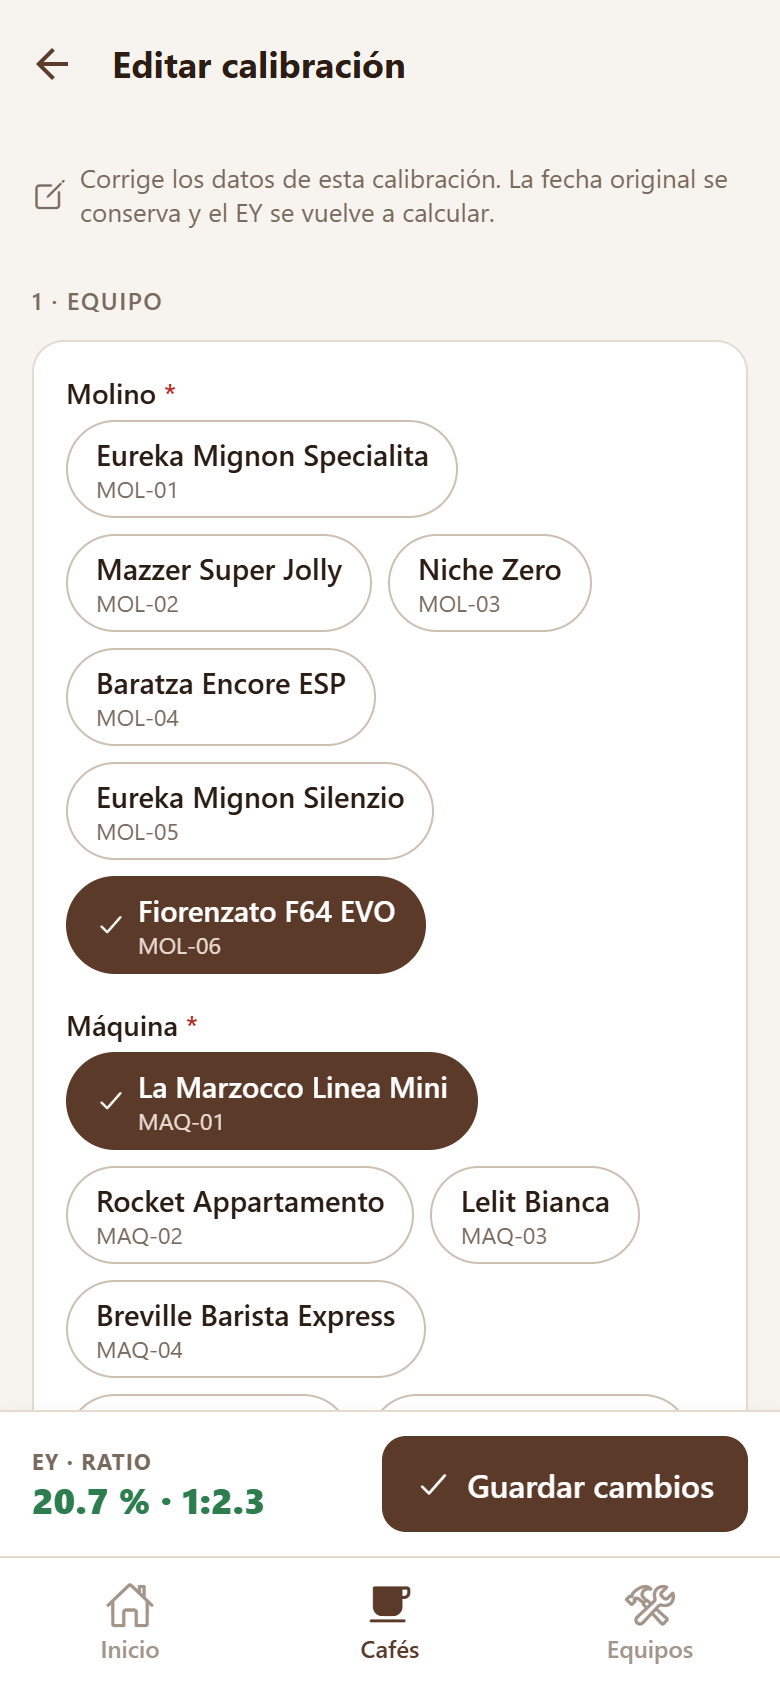 Editar calibración
Corrige los datos de esta calibración. La fecha original se
conserva y el EY se vuelve a calcular.
1 · EQUIPO
Molino *
Eureka Mignon Specialita
MOL-01
Mazzer Super Jolly
MOL-02
Niche Zero
MOL-03
Baratza Encore ESP
MOL-04
Eureka Mignon Silenzio
MOL-05
Fiorenzato F64 EVO
MOL-06
Máquina *
La Marzocco Linea Mini
MAQ-01
Rocket Appartamento
MAQ-02
Lelit Bianca
MAQ-03
Breville Barista Express
MAQ-04
EY · RATIO
20.7 % · 1:2.3
Guardar cambios
Inicio
Cafés
Equipos